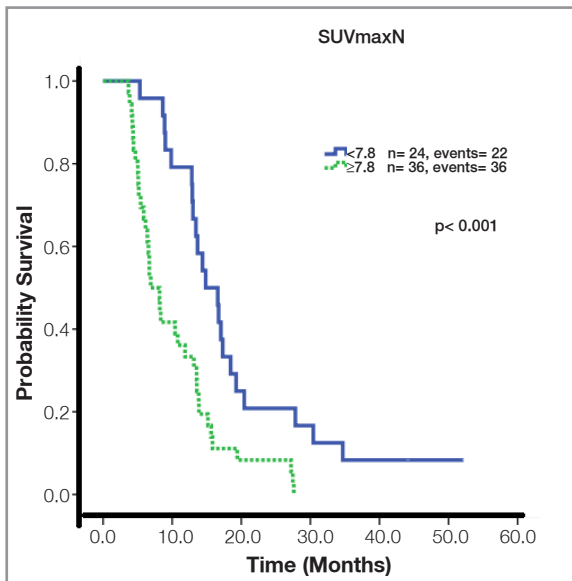 SUVmaxN
1.0
0.8
0.6
0.4
0.2
0.0
Probability Survival
<7.8 n= 24, events= 22
≥7.8 n= 36, events= 36
p< 0.001
0.0 10.0 20.0 30.0 40.0 50.0 60.0
Time (Months)